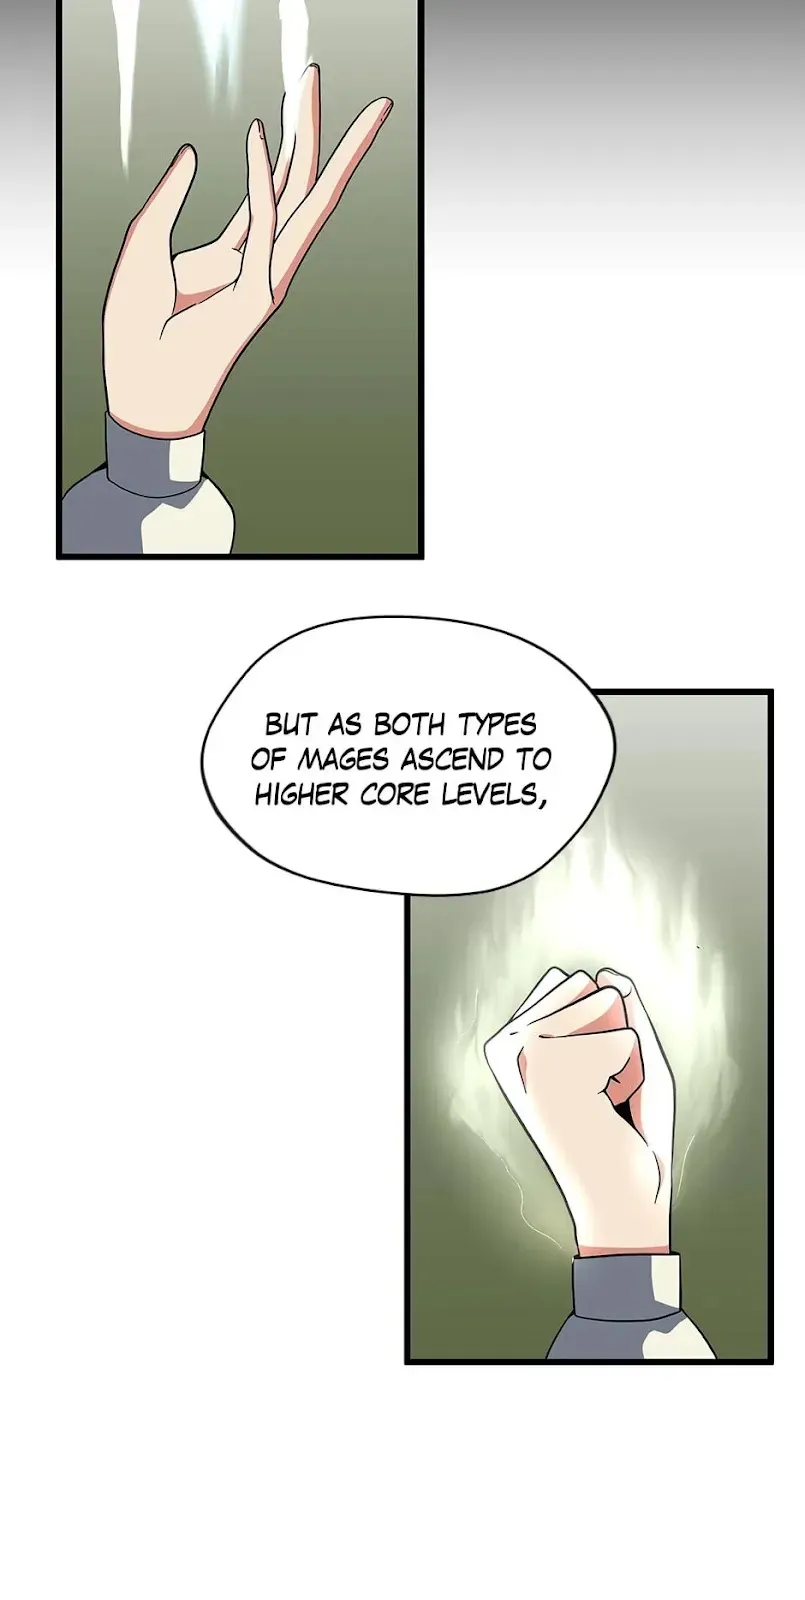 BUT AS BOTH TYPES
OF MAGES ASCEND TO
HIGHER CORE LEVELS,